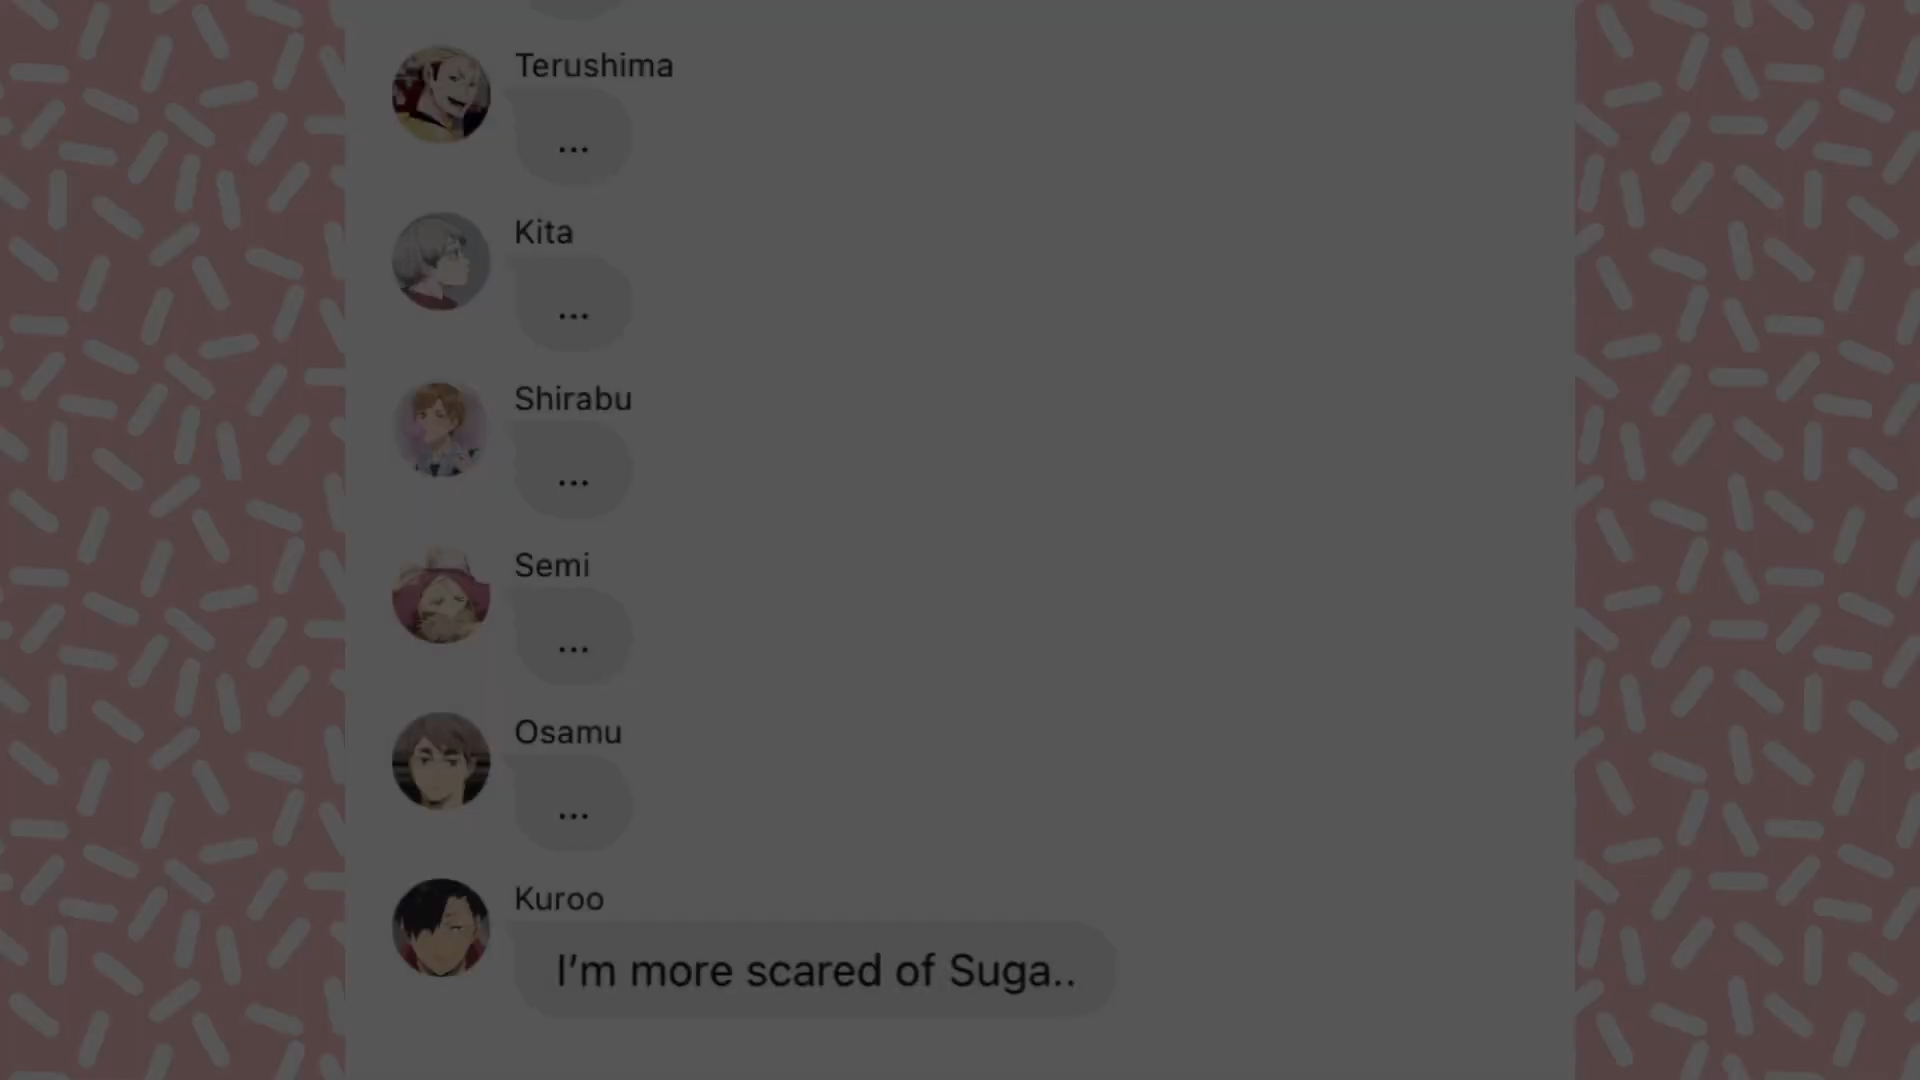 Terushima
...
Kita
...
Shirabu
...
Semi
...
Osamu
...
Kuroo
I’m more scared of Suga..